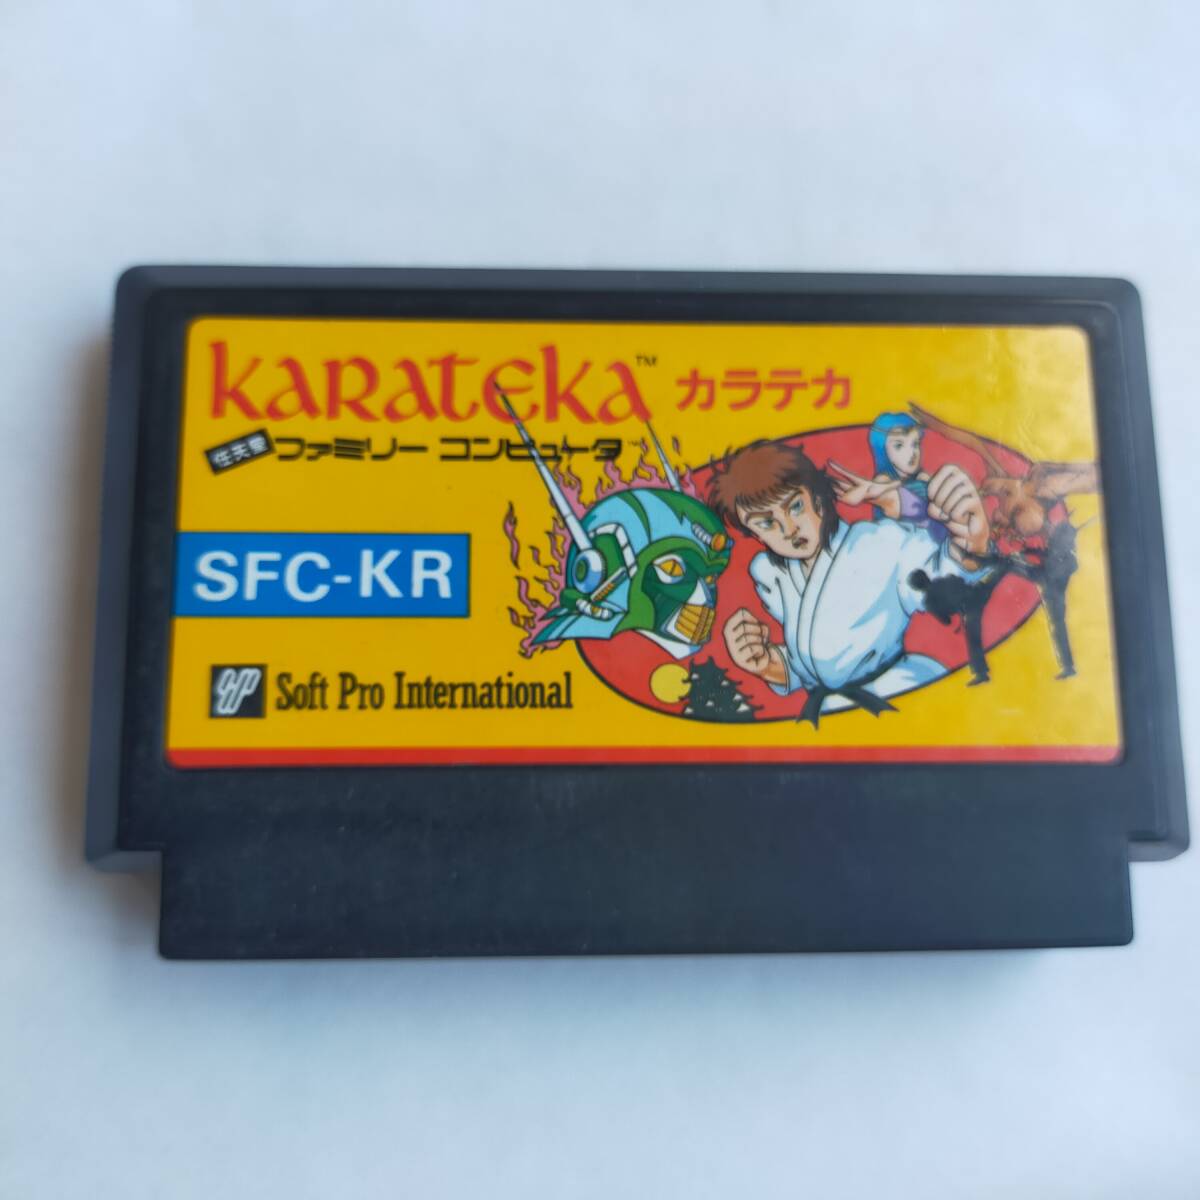 KARATEKA™ カラテカ
任天堂 ファミリー コンピュータ™
SFC-KR
Soft Pro International